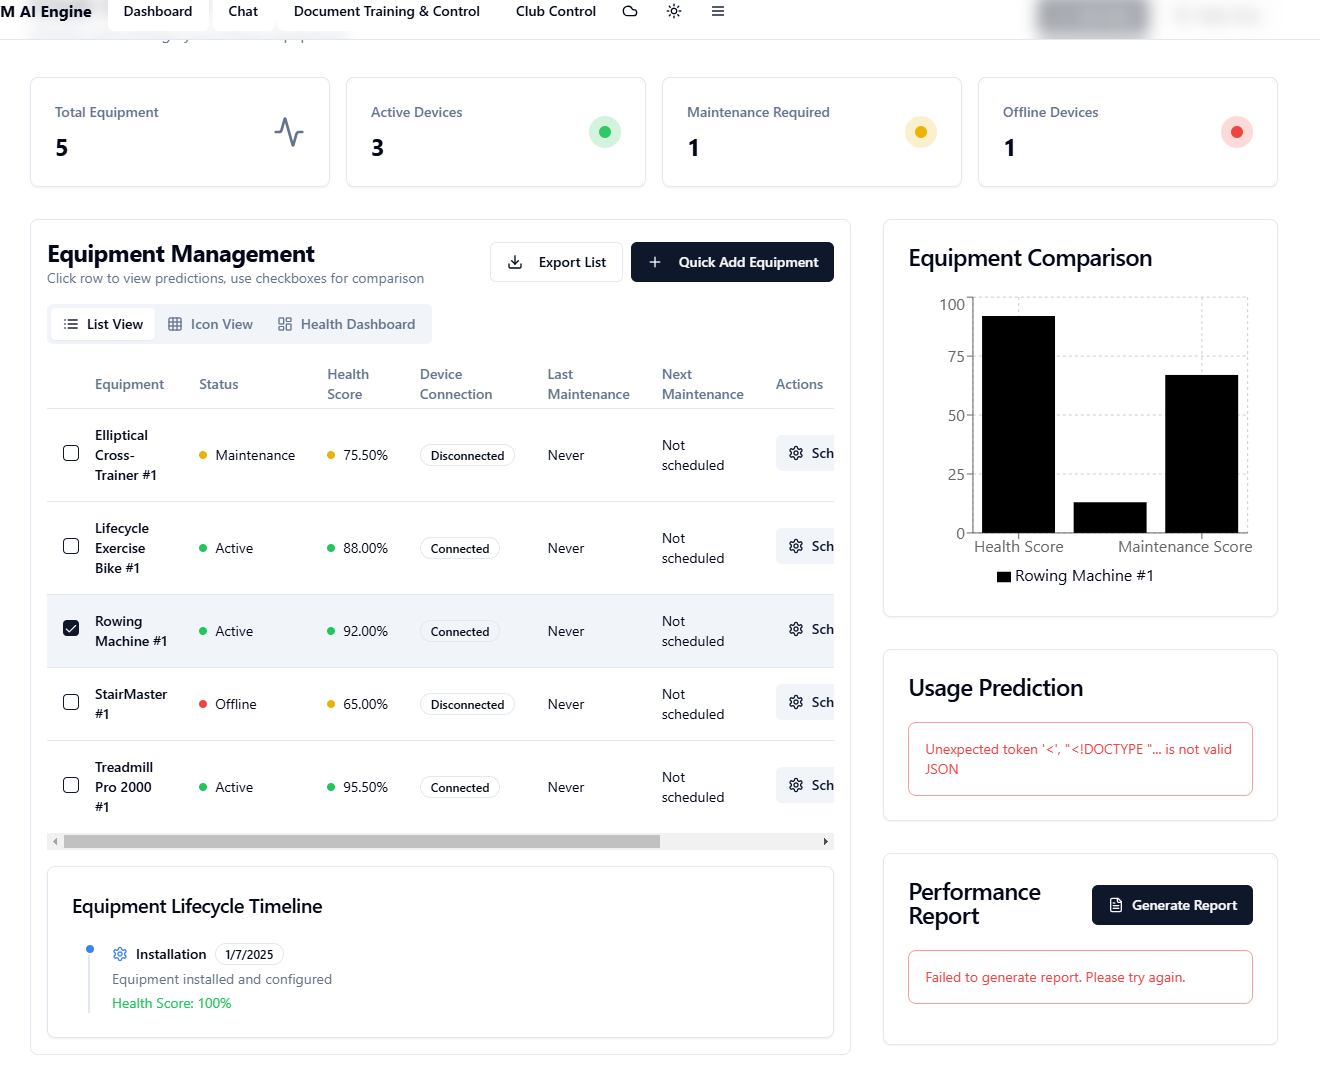 M AI Engine
Dashboard
Chat
Document Training & Control
Club Control
Total Equipment
5
Active Devices
3
Maintenance Required
1
Offline Devices
1
Equipment Management
Click row to view predictions, use checkboxes for comparison
Export List
Quick Add Equipment
List View
Icon View
Health Dashboard
Equipment
Status
Health
Score
Device
Connection
Last
Maintenance
Next
Maintenance
Actions
Elliptical
Cross-
Trainer #1
Maintenance
75.50%
Disconnected
Never
Not
scheduled
Sch
Lifecycle
Exercise
Bike #1
Active
88.00%
Connected
Never
Not
scheduled
Sch
Rowing
Machine #1
Active
92.00%
Connected
Never
Not
scheduled
Sch
StairMaster
#1
Offline
65.00%
Disconnected
Never
Not
scheduled
Sch
Treadmill
Pro 2000
#1
Active
95.50%
Connected
Never
Not
scheduled
Sch
Equipment Lifecycle Timeline
Installation
1/7/2025
Equipment installed and configured
Health Score: 100%
Equipment Comparison
100
75
50
25
0
Health Score
Maintenance Score
Rowing Machine #1
Usage Prediction
Unexpected token '<', "<!DOCTYPE "... is not valid
JSON
Performance
Report
Generate Report
Failed to generate report. Please try again.